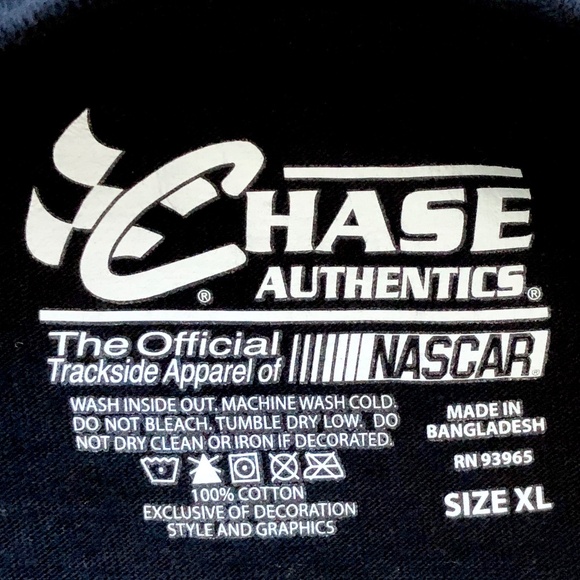 CHASE
AUTHENTICS®
®
The Official
Trackside Apparel of NASCAR
WASH INSIDE OUT. MACHINE WASH COLD.
DO NOT BLEACH. TUMBLE DRY LOW. DO
NOT DRY CLEAN OR IRON IF DECORATED.
100% COTTON
EXCLUSIVE OF DECORATION
STYLE AND GRAPHICS
MADE IN
BANGLADESH
RN 93965
SIZE XL